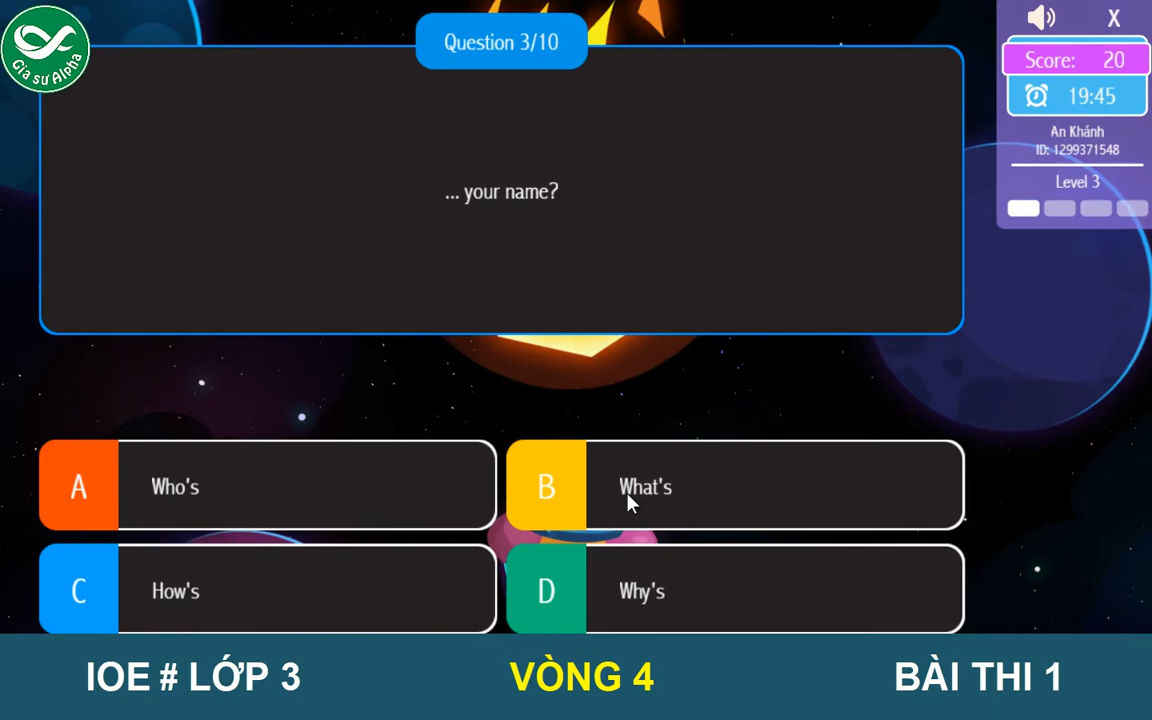 Gia sư Alpha
Question 3/10
X
Score: 20
19:45
An Khánh
ID: 1299371548
Level 3
... your name?
A Who's
B What's
C How's
D Why's
IOE # LỚP 3 VÒNG 4 BÀI THI 1